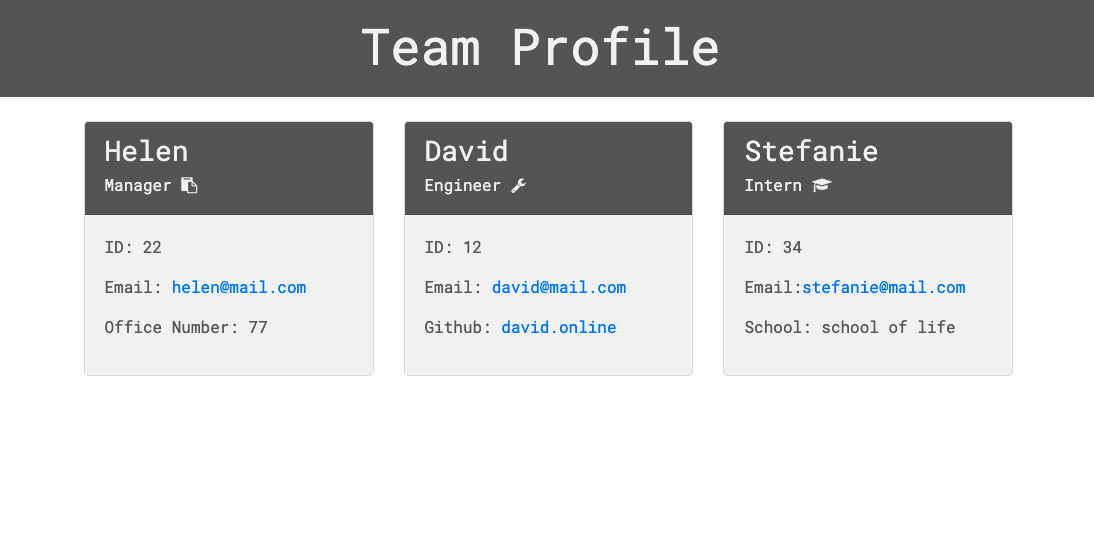 Team Profile
Helen
Manager
ID: 22
Email: helen@mail.com
Office Number: 77
David
Engineer
ID: 12
Email: david@mail.com
Github: david.online
Stefanie
Intern
ID: 34
Email:stefanie@mail.com
School: school of life